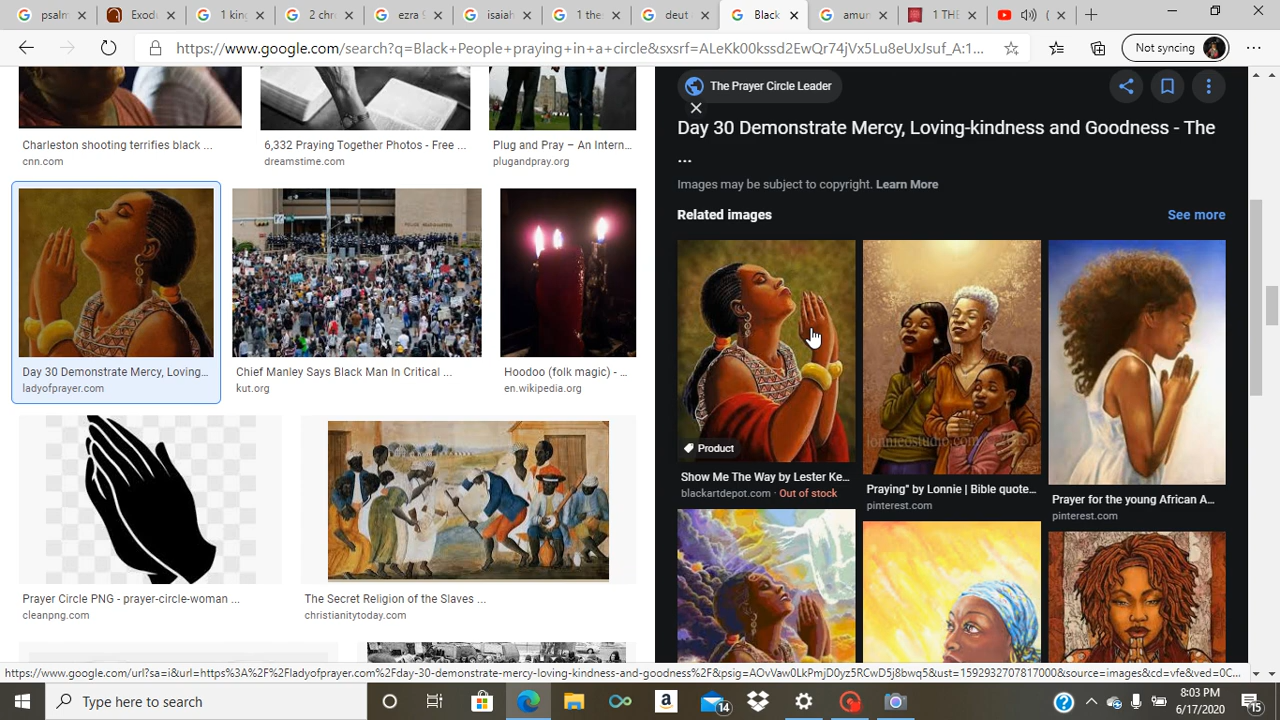 psalm
Exod
1 king
2 chr
ezra 9
isaiah
1 the
deut
Black
amun
1 THE
https://www.google.com/search?q=Black+People+praying+in+a+circle&sxsrf=ALeKk00kssd2EwQr74jVx5Lu8eUxJsuf_A:1...
Not syncing
The Prayer Circle Leader
Day 30 Demonstrate Mercy, Loving-kindness and Goodness - The
...
Images may be subject to copyright. Learn More
Related images
See more
Charleston shooting terrifies black ...
cnn.com
6,332 Praying Together Photos - Free ...
dreamstime.com
Plug and Pray – An Intern...
plugandpray.org
Day 30 Demonstrate Mercy, Loving...
ladyofprayer.com
Chief Manley Says Black Man In Critical ...
kut.org
Hoodoo (folk magic) - ...
en.wikipedia.org
Product
Show Me The Way by Lester Ke...
blackartdepot.com · Out of stock
Praying" by Lonnie | Bible quote...
pinterest.com
Prayer for the young African A...
pinterest.com
Prayer Circle PNG - prayer-circle-woman ...
cleanpng.com
The Secret Religion of the Slaves ...
christianitytoday.com
https://www.google.com/url?sa=i&url=https%3A%2F%2Fladyofprayer.com%2Fday-30-demonstrate-mercy-loving-kindness-and-goodness%2F&psig=AOvVaw0LkPmjD0yz5RCwD5j8bwq5&ust=1592932707817000&source=images&cd=vfe&ved=0C...
Type here to search
14
8:03 PM
6/17/2020
15